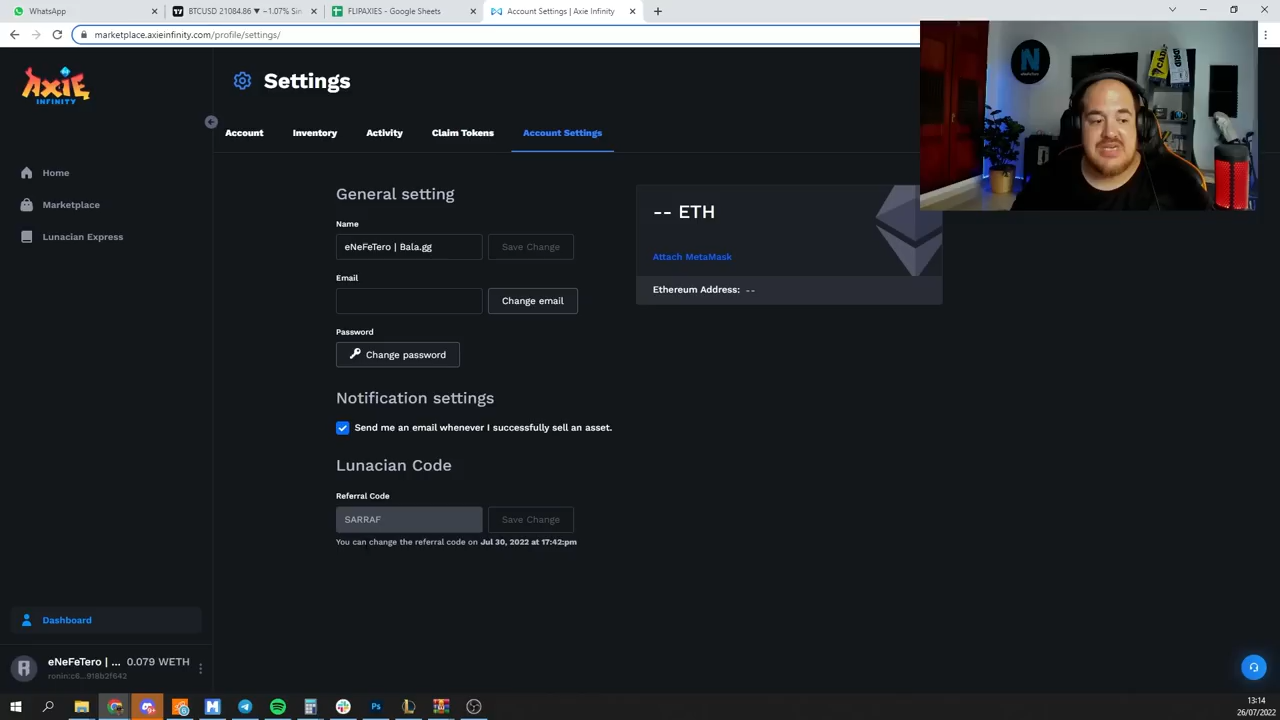 WhatsApp
BTCUSD 21084.86 ▼ −1.07% Sin
FLIPAXIES - Google Sheets
Account Settings | Axie Infinity
marketplace.axieinfinity.com/profile/settings/
AXIE
INFINITY
Settings
Account
Inventory
Activity
Claim Tokens
Account Settings
Home
Marketplace
Lunacian Express
General setting
Name
eNeFeTero | Bala.gg
Save Change
Email
Change email
Password
Change password
Notification settings
Send me an email whenever I successfully sell an asset.
Lunacian Code
Referral Code
SARRAF
Save Change
You can change the referral code on Jul 30, 2022 at 17:42:pm
-- ETH
Attach MetaMask
Ethereum Address: --
Dashboard
eNeFeTero | ... 0.079 WETH
ronin:c6...918b2f642
13:14
26/07/2022